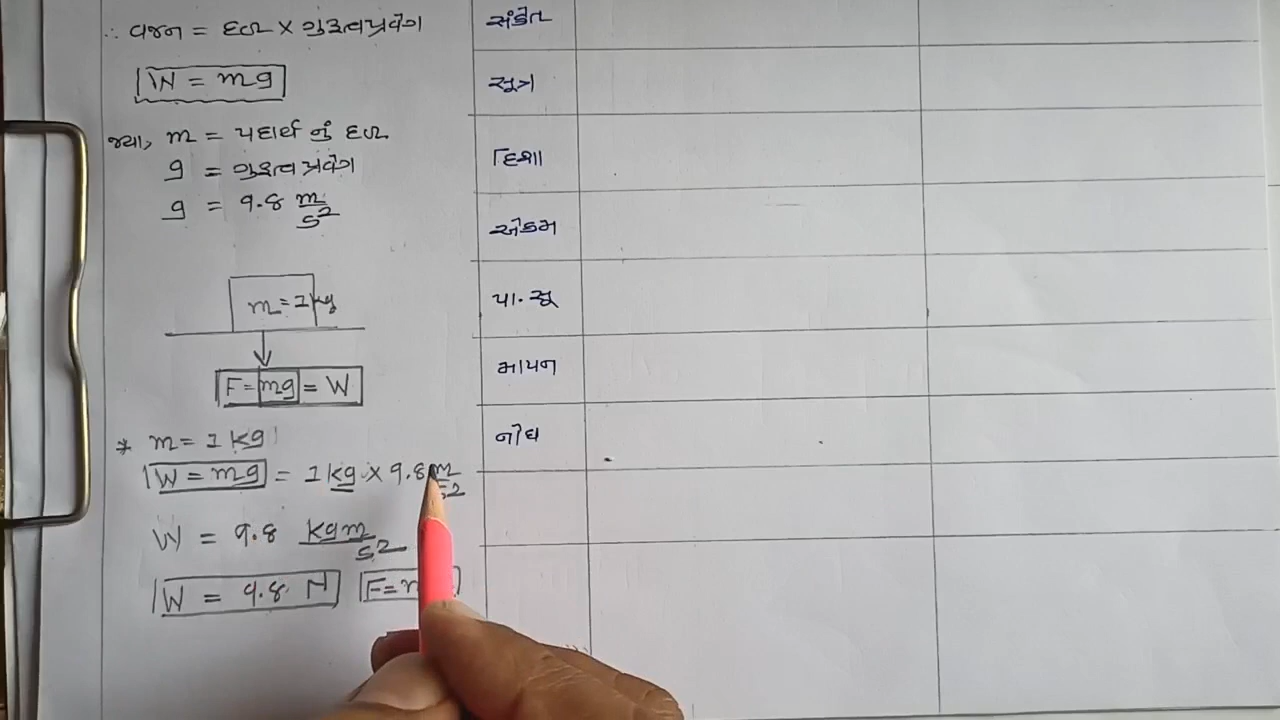 ∴ વજન = દળ × ગુરુત્વપ્રવેગ
W = mg
જ્યા, m = પદાર્થ નું દળ
g = ગુરુત્વપ્રવેગ
g = 9.8 m/s²
m = 1 kg
F = mg = W
* m = 1 kg
W = mg = 1 kg × 9.8 m/s²
W = 9.8 kgm/s²
W = 9.8 N F =
સંકેત
સૂત્ર
દિશા
એકમ
પા. સૂ
માપન
નોંધ